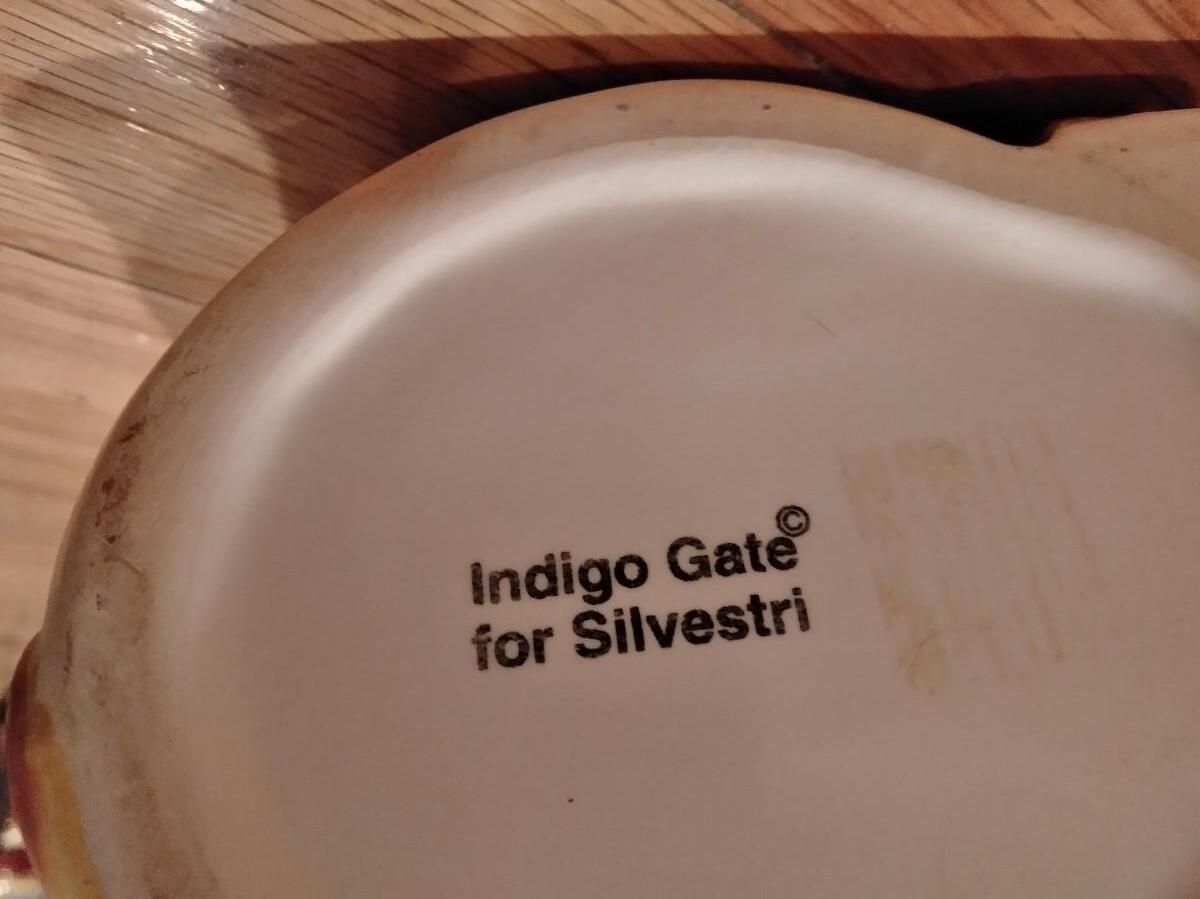 Indigo Gate©
for Silvestri